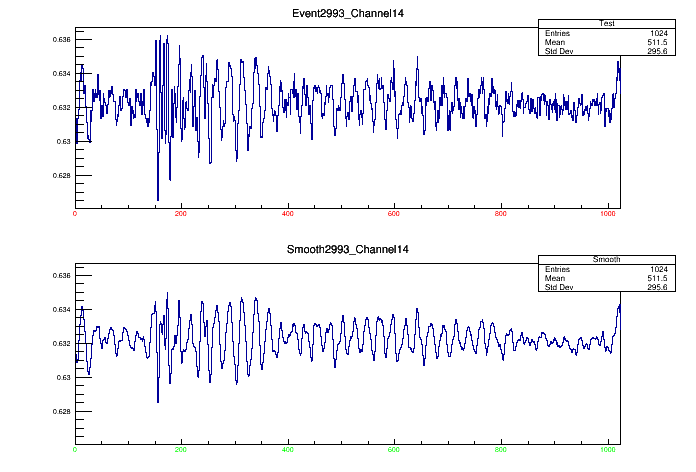 Event2993_Channel14
Test
Entries 1024
Mean 511.5
Std Dev 295.6
0.636
0.634
0.632
0.63
0.628
0 200 400 600 800 1000
Smooth2993_Channel14
Smooth
Entries 1024
Mean 511.5
Std Dev 295.6
0.636
0.634
0.632
0.63
0.628
0 200 400 600 800 1000